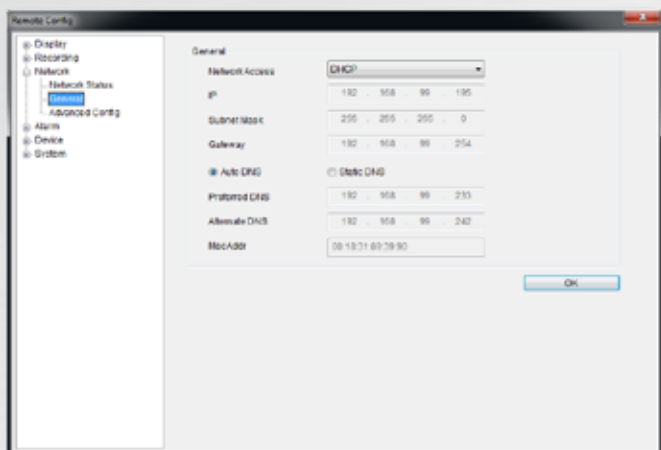 Remote Config
Display
Recording
Network
Network Status
General
Advanced Config
Alarm
Device
System
General
Network Access DHCP
IP 192 . 168 . 99 . 195
Subnet Mask 255 . 255 . 255 . 0
Gateway 192 . 168 . 99 . 254
Auto DNS Static DNS
Preferred DNS 192 . 168 . 99 . 233
Alternate DNS 192 . 168 . 99 . 242
MacAddr
OK